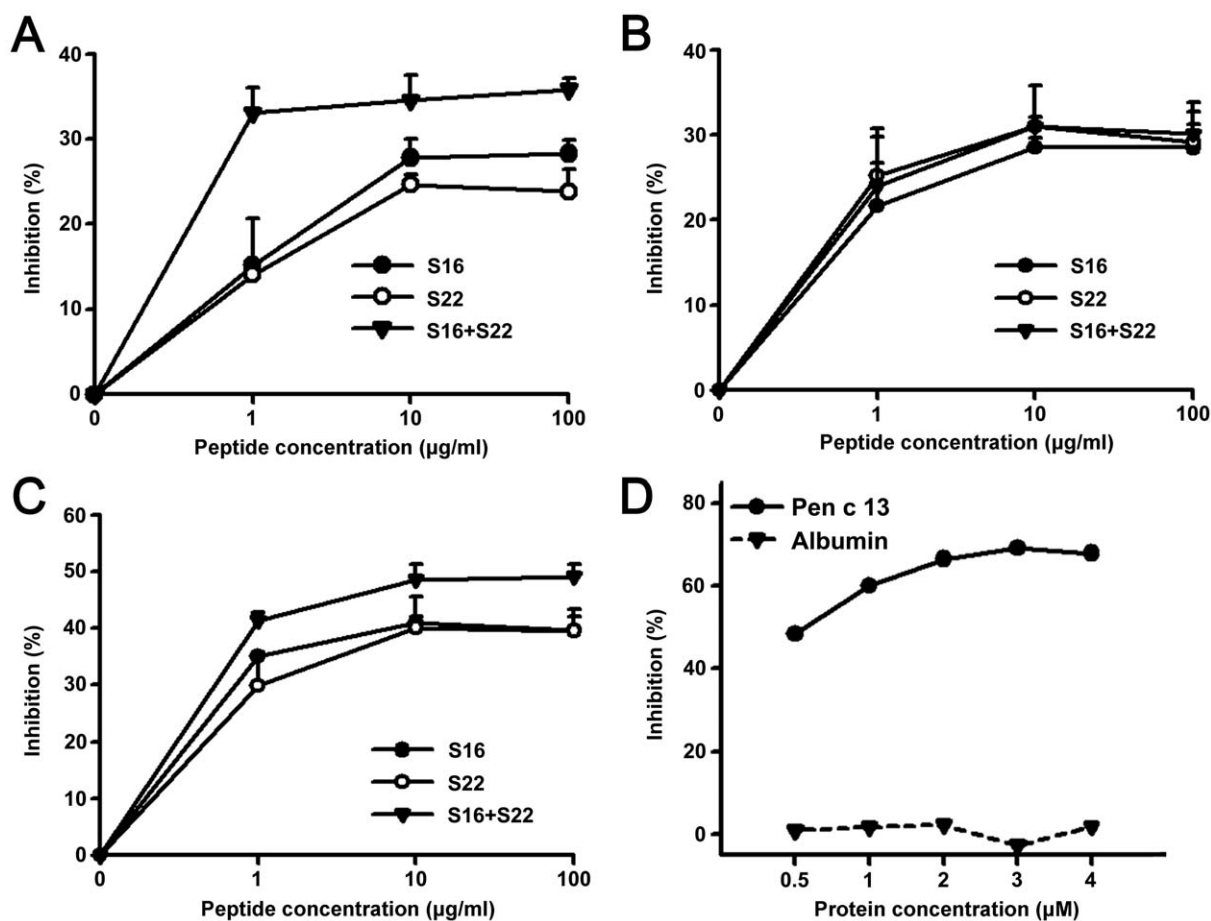 A
40
30
20
10
0
Inhibition (%)
S16
S22
S16+S22
0 1 10 100
Peptide concentration (µg/ml)
B
40
30
20
10
0
Inhibition (%)
S16
S22
S16+S22
0 1 10 100
Peptide concentration (µg/ml)
C
60
50
40
30
20
10
0
Inhibition (%)
S16
S22
S16+S22
0 1 10 100
Peptide concentration (µg/ml)
D
80
60
40
20
0
Inhibition (%)
Pen c 13
Albumin
0.5 1 2 3 4
Protein concentration (µM)